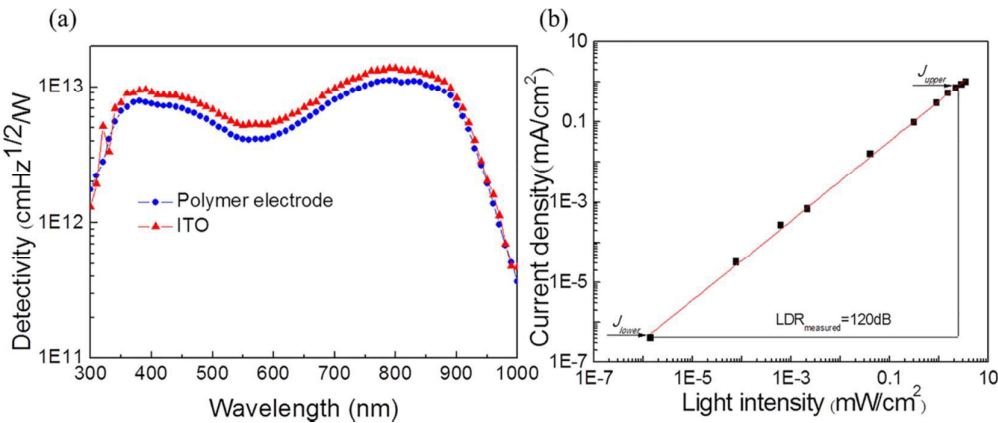 (a)
1E13
1E12
1E11
Detectivity (cmHz1/2/W)
Polymer electrode
ITO
300 400 500 600 700 800 900 1000
Wavelength (nm)
(b)
10
0.1
1E-3
1E-5
1E-7
Current density(mA/cm2)
Jupper
Jlower
LDRmeasured=120dB
1E-7 1E-5 1E-3 0.1 10
Light intensity (mW/cm2)